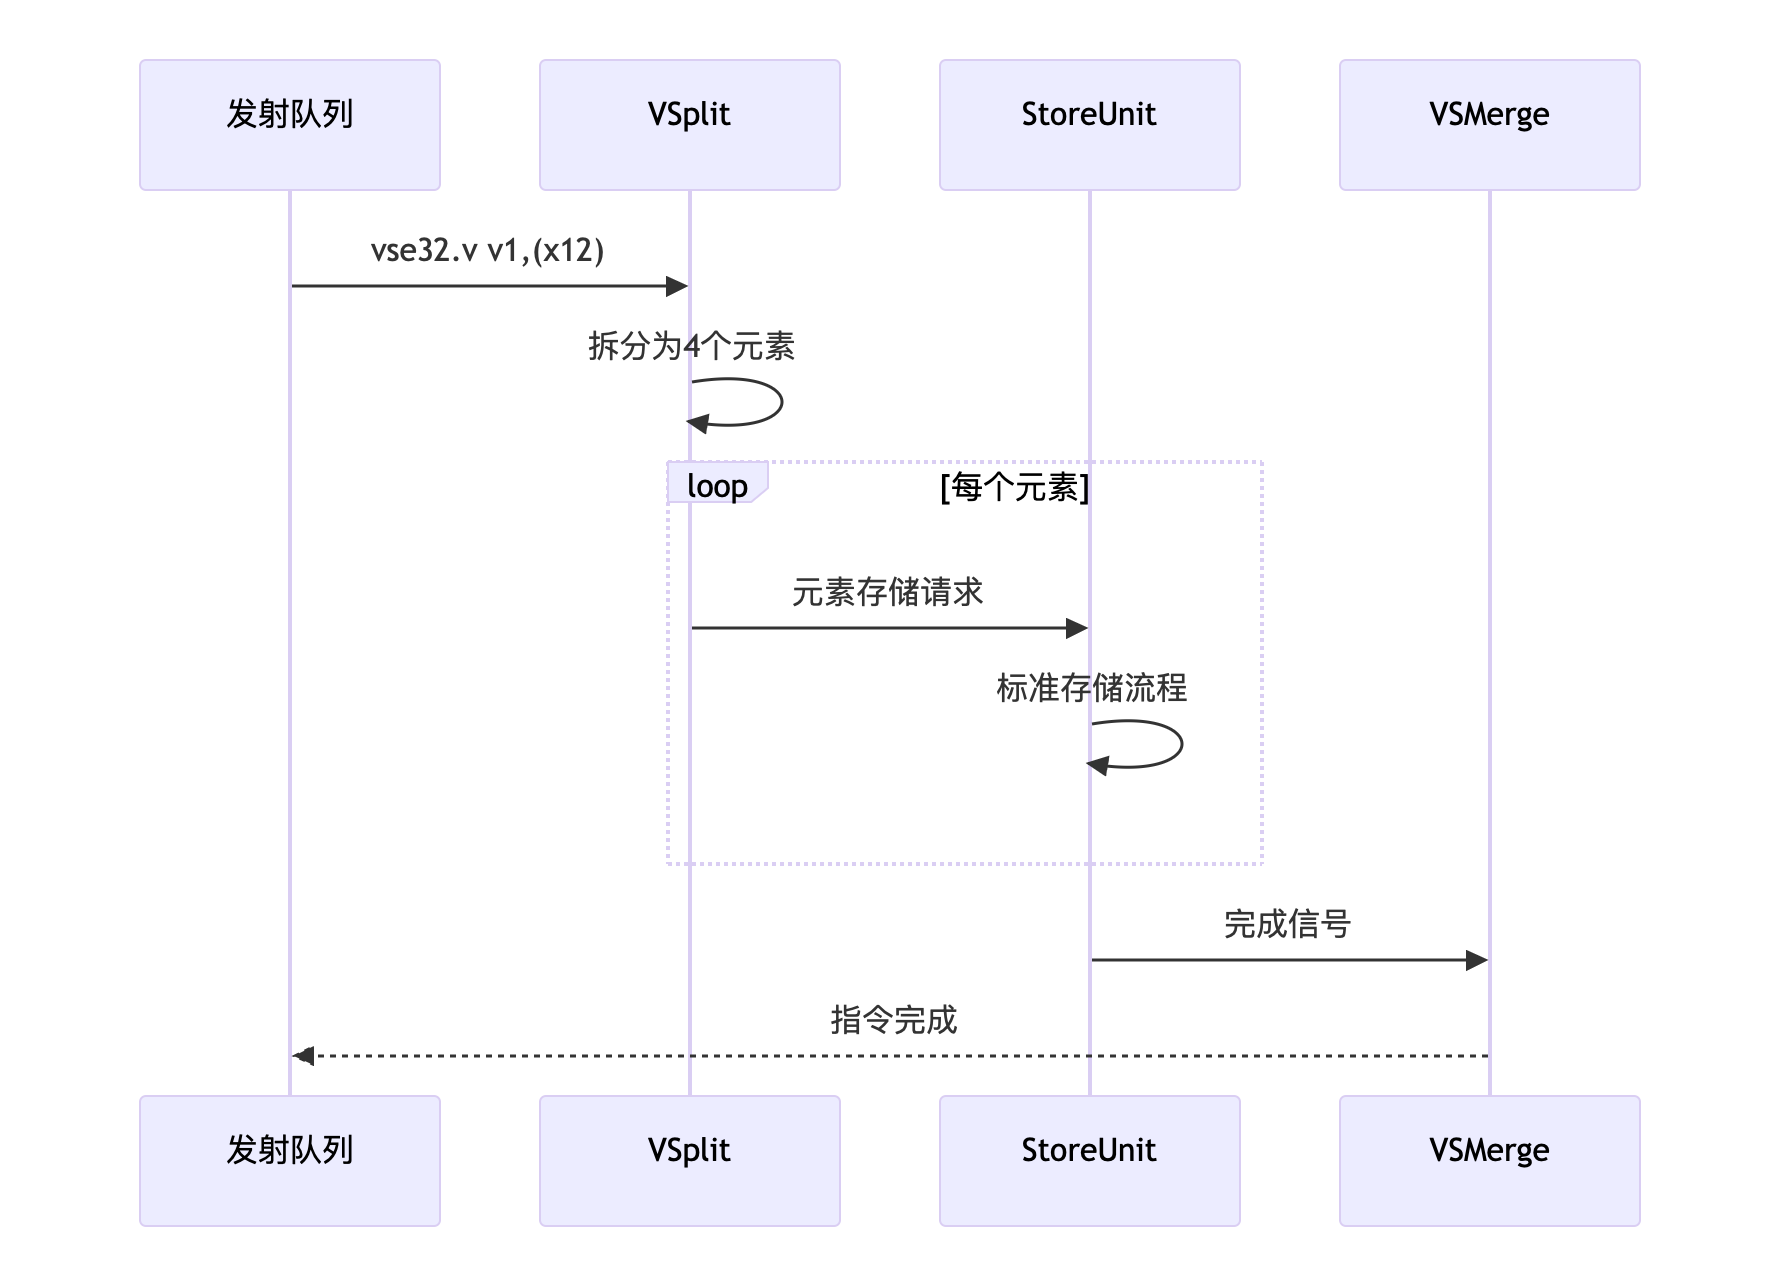 发射队列
VSplit
StoreUnit
VSMerge
vse32.v v1,(x12)
拆分为4个元素
loop
[每个元素]
元素存储请求
标准存储流程
完成信号
指令完成
发射队列
VSplit
StoreUnit
VSMerge